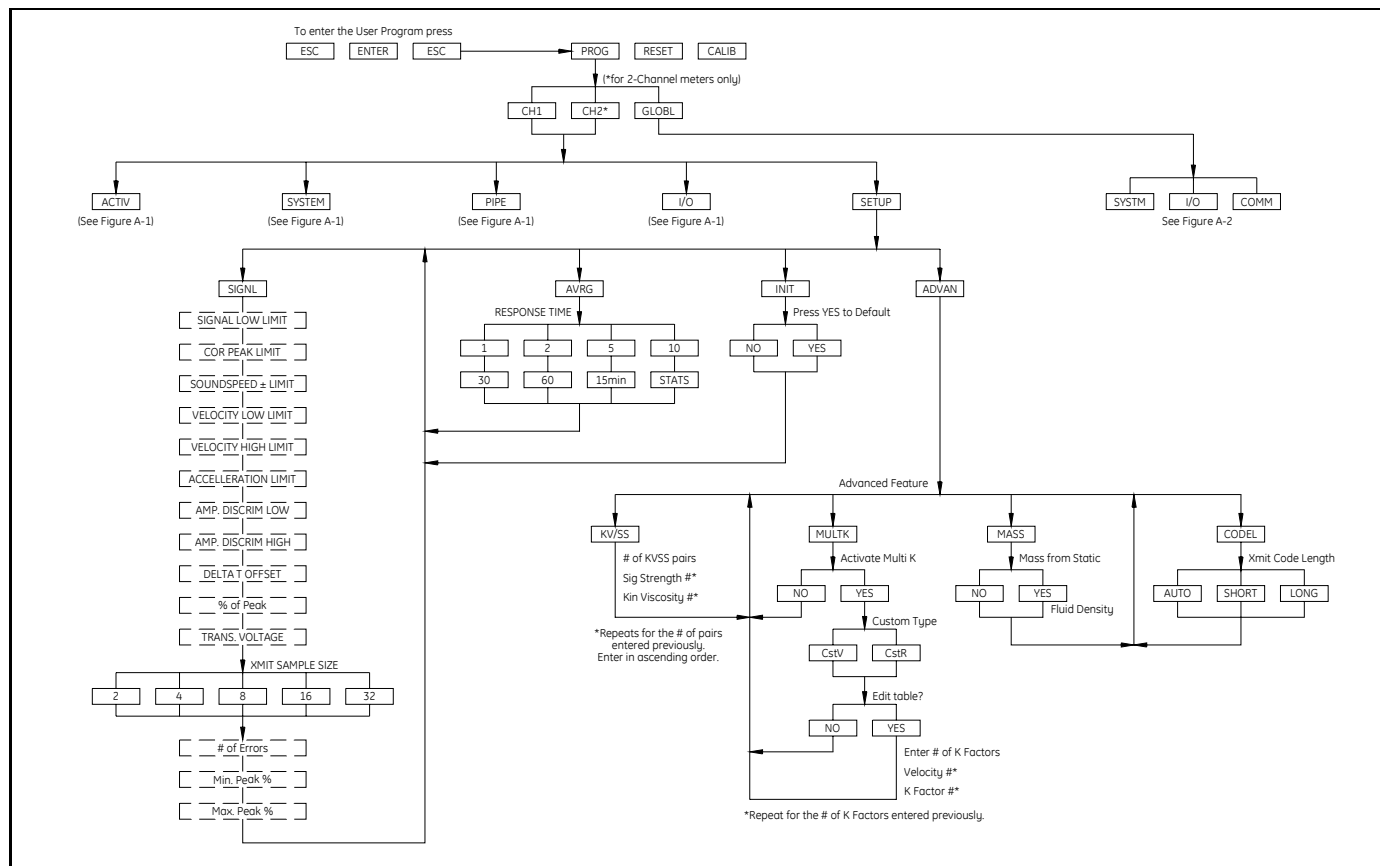 To enter the User Program press
ESC ENTER ESC PROG RESET CALIB
(*for 2-Channel meters only)
CH1 CH2* GLOBL
ACTIV SYSTEM PIPE I/O SETUP SYSTM I/O COMM
(See Figure A-1) (See Figure A-1) (See Figure A-1) (See Figure A-1) See Figure A-2
SIGNL AVRG INIT ADVAN
SIGNAL LOW LIMIT
COR PEAK LIMIT
SOUNDSPEED ± LIMIT
VELOCITY LOW LIMIT
VELOCITY HIGH LIMIT
ACCELLERATION LIMIT
AMP. DISCRIM LOW
AMP. DISCRIM HIGH
DELTA T OFFSET
% of Peak
TRANS. VOLTAGE
XMIT SAMPLE SIZE
2 4 8 16 32
# of Errors
Min. Peak %
Max. Peak %
RESPONSE TIME
1 2 5 10
30 60 15min STATS
Press YES to Default
NO YES
Advanced Feature
KV/SS MULTK MASS CODEL
# of KVSS pairs
Sig Strength #*
Kin Viscosity #*
*Repeats for the # of pairs
entered previously.
Enter in ascending order.
Activate Multi K
NO YES
Custom Type
CstV CstR
Edit table?
NO YES
Enter # of K Factors
Velocity #*
K Factor #*
*Repeat for the # of K Factors entered previously.
Mass from Static
NO YES
Fluid Density
Xmit Code Length
AUTO SHORT LONG